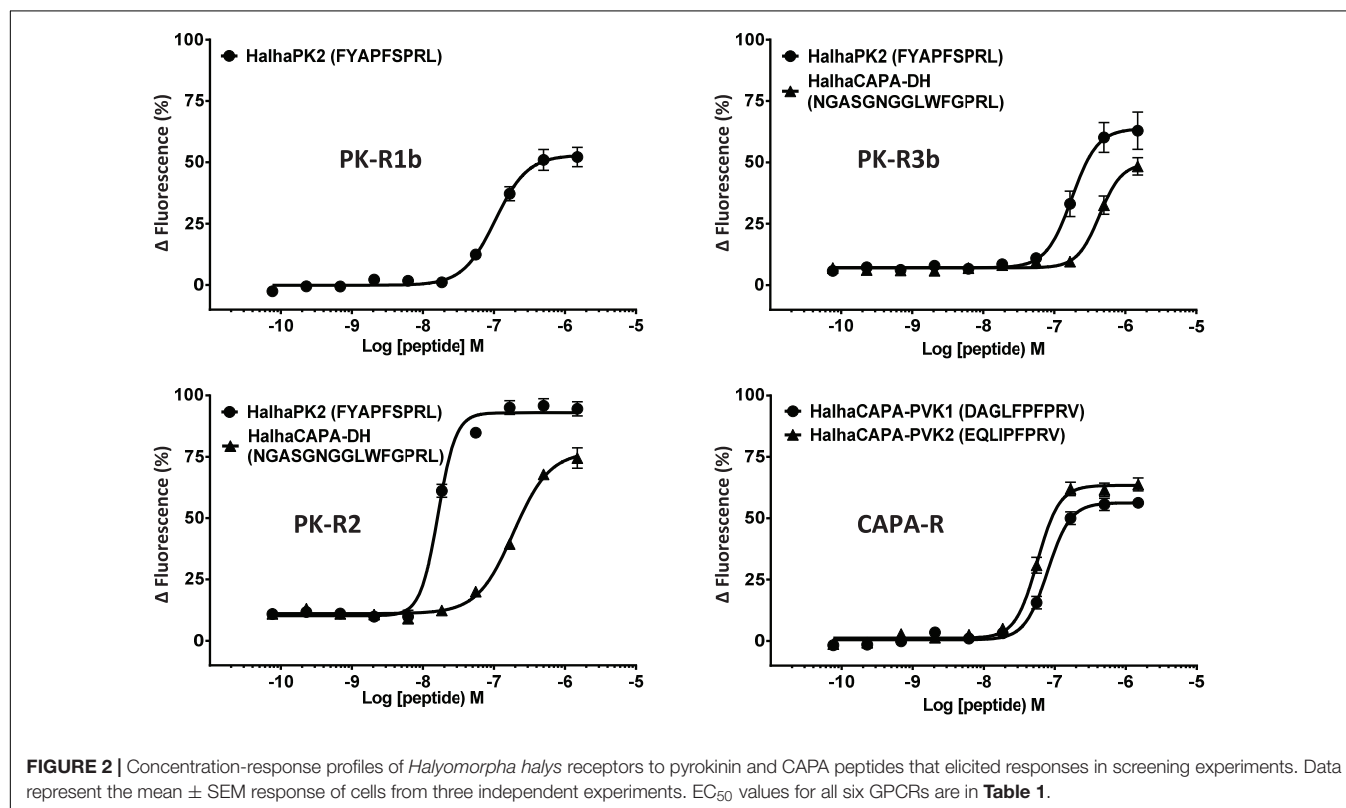 100
75
50
25
0
Δ Fluorescence (%)
HalhaPK2 (FYAPFSPRL)
PK-R1b
-10 -9 -8 -7 -6 -5
Log [peptide] M
100
75
50
25
0
Δ Fluorescence (%)
HalhaPK2 (FYAPFSPRL)
HalhaCAPA-DH
(NGASGNGGLWFGPRL)
PK-R3b
-10 -9 -8 -7 -6 -5
Log [peptide) M
100
75
50
25
0
Δ Fluorescence (%)
HalhaPK2 (FYAPFSPRL)
HalhaCAPA-DH
(NGASGNGGLWFGPRL)
PK-R2
-10 -9 -8 -7 -6 -5
Log [peptide) M
100
75
50
25
0
Δ Fluorescence (%)
HalhaCAPA-PVK1 (DAGLFPFPRV)
HalhaCAPA-PVK2 (EQLIPFPRV)
CAPA-R
-10 -9 -8 -7 -6 -5
Log [peptide) M
FIGURE 2 | Concentration-response profiles of Halyomorpha halys receptors to pyrokinin and CAPA peptides that elicited responses in screening experiments. Data
represent the mean ± SEM response of cells from three independent experiments. EC50 values for all six GPCRs are in Table 1.